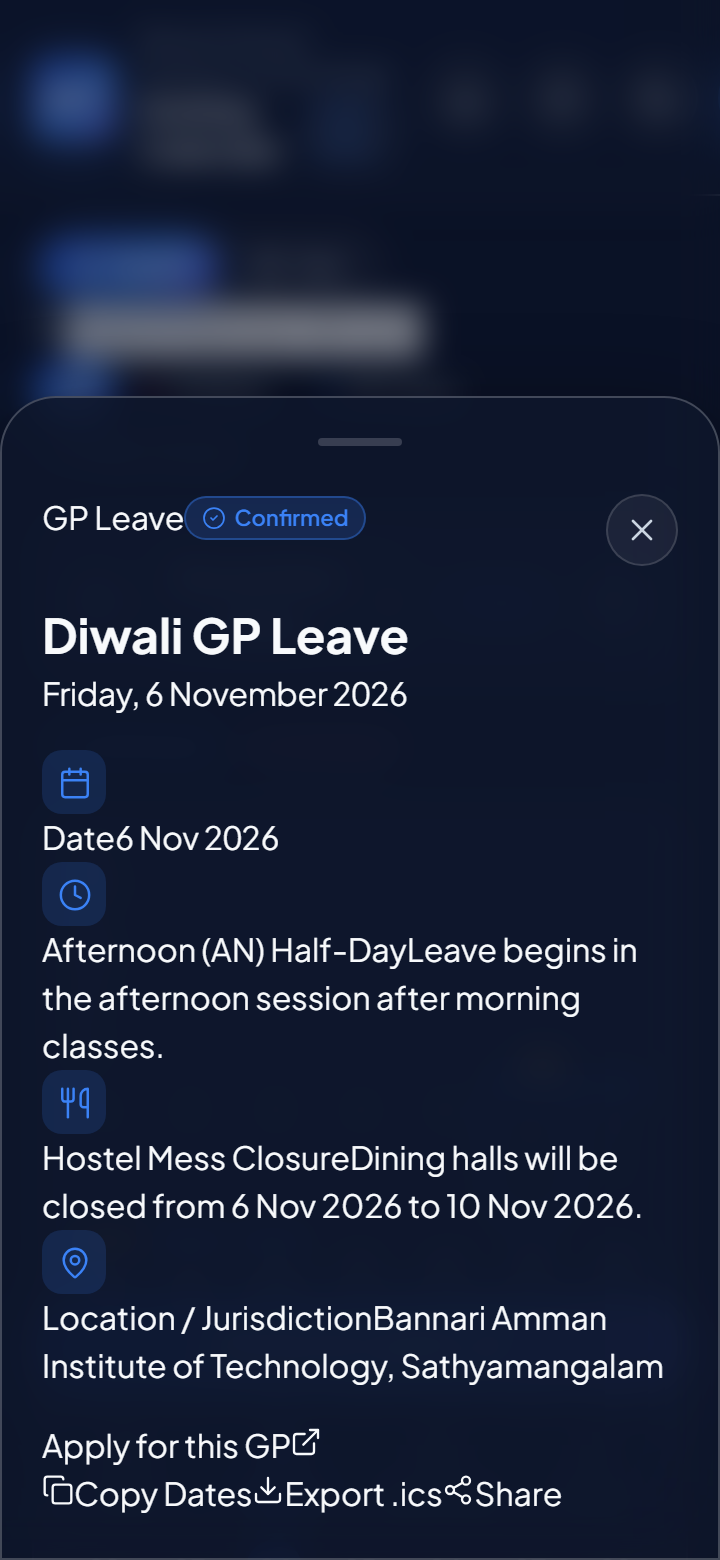 GP Leave Confirmed
Diwali GP Leave
Friday, 6 November 2026
Date6 Nov 2026
Afternoon (AN) Half-DayLeave begins in
the afternoon session after morning
classes.
Hostel Mess ClosureDining halls will be
closed from 6 Nov 2026 to 10 Nov 2026.
Location / JurisdictionBannari Amman
Institute of Technology, Sathyamangalam
Apply for this GP
Copy Dates Export .ics Share